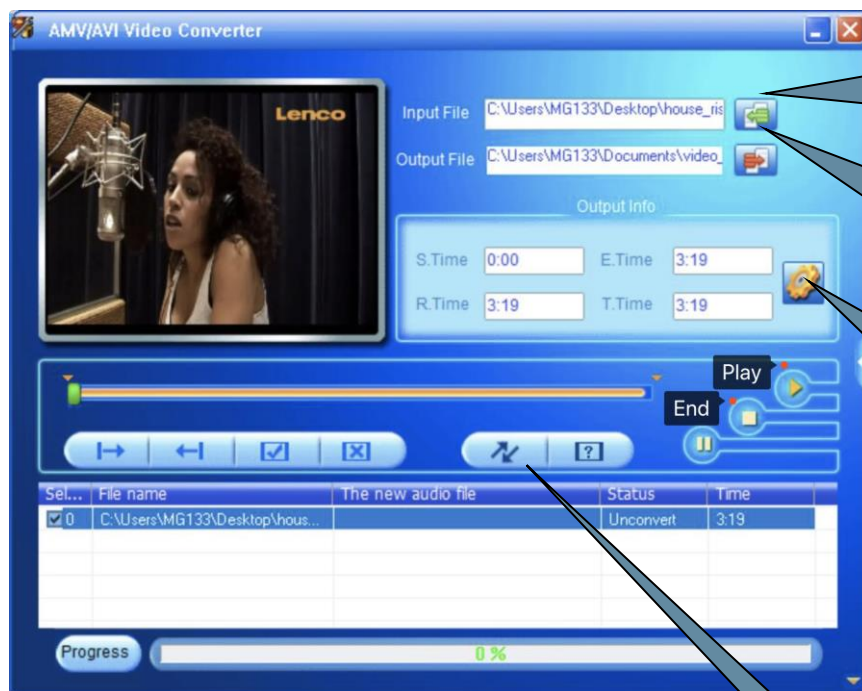 AMV/AVI Video Converter
Lenco
Input File C:\Users\MG133\Desktop\house_ris
Output File C:\Users\MG133\Documents\video_
Output Info
S.Time 0:00 E.Time 3:19
R.Time 3:19 T.Time 3:19
Play
End
Sel... File name The new audio file Status Time
0 C:\Users\MG133\Desktop\hous... Unconvert 3:19
Progress 0 %